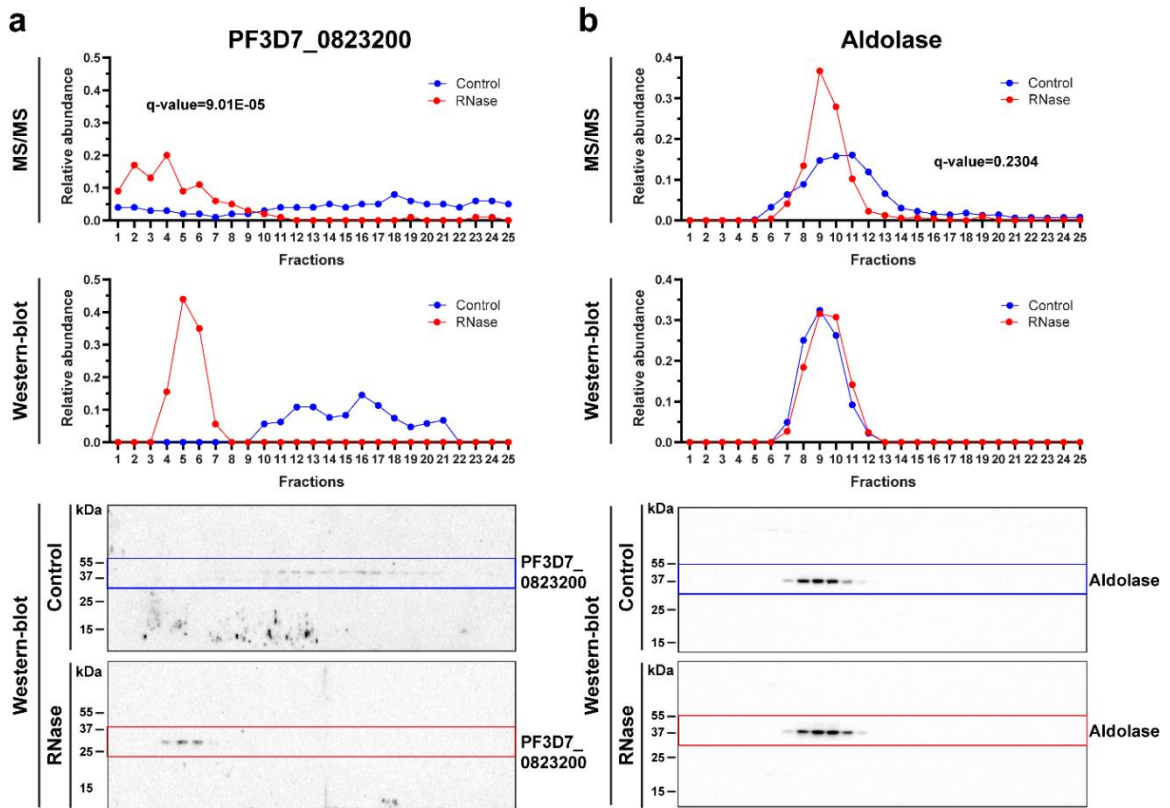 a
PF3D7_0823200
MS/MS
Relative abundance
0.5
0.4
0.3
0.2
0.1
0.0
q-value=9.01E-05
Control
RNase
1 2 3 4 5 6 7 8 9 10 11 12 13 14 15 16 17 18 19 20 21 22 23 24 25
Fractions
Western-blot
Relative abundance
0.5
0.4
0.3
0.2
0.1
0.0
Control
RNase
1 2 3 4 5 6 7 8 9 10 11 12 13 14 15 16 17 18 19 20 21 22 23 24 25
Fractions
Western-blot
Control
kDa
55
37
25
15
PF3D7_
0823200
RNase
kDa
55
37
25
15
PF3D7_
0823200
b
Aldolase
MS/MS
Relative abundance
0.4
0.3
0.2
0.1
0.0
Control
RNase
q-value=0.2304
1 2 3 4 5 6 7 8 9 10 11 12 13 14 15 16 17 18 19 20 21 22 23 24 25
Fractions
Western-blot
Relative abundance
0.4
0.3
0.2
0.1
0.0
Control
RNase
1 2 3 4 5 6 7 8 9 10 11 12 13 14 15 16 17 18 19 20 21 22 23 24 25
Fractions
Western-blot
Control
kDa
55
37
25
15
Aldolase
RNase
kDa
55
37
25
15
Aldolase